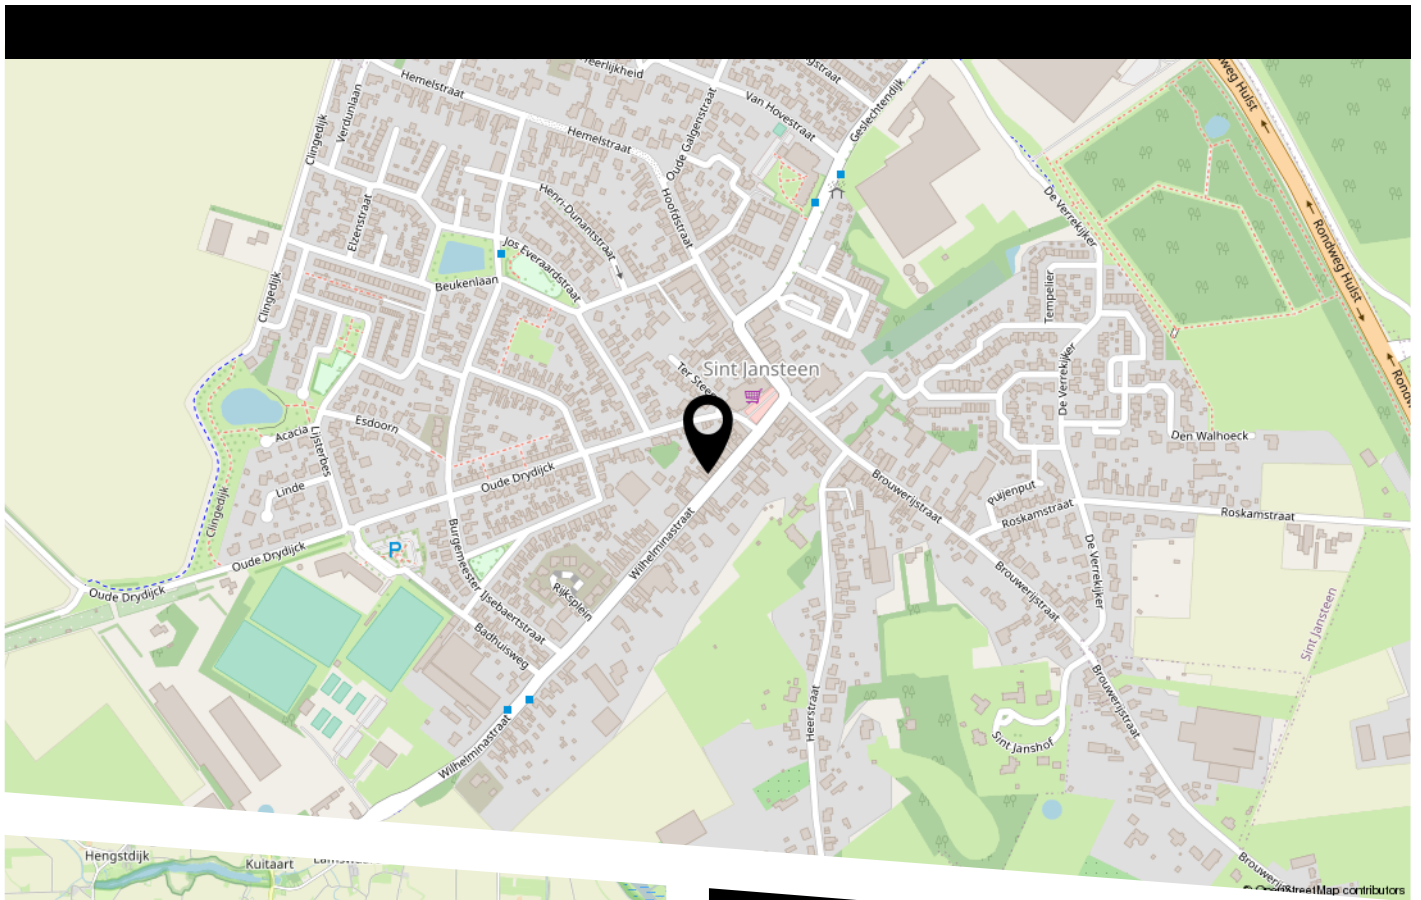 Heerlijkheid
Hemelstraat
Verdunlaan
Van Hovestraat
Geslechtendijk
Oude Galgenstraat
Rondweg Hulst
Clingedijk
Hemelstraat
Henri-Dunantstraat
Hoofdstraat
De Verrekijker
Elzenstraat
Jos Everaardstraat
Rondweg Hulst
Beukenlaan
Clingedijk
Tempelier
Sint Jansteen
Ter Steen
De Verrekijker
Esdoorn
Acacia
Lijsterbes
Den Walhoeck
Oude Drydijck
Linde
Brouwerijstraat
Puijenput
Roskamstraat
Roskamstraat
Clingedijk
Wilhelminastraat
P
Oude Drydijck
Burgemeester IJsebaertstraat
De Verrekijker
Oude Drydijck
Rijksplein
Brouwerijstraat
Sint Jansteen
Badhuisweg
Brouwerijstraat
Heerstraat
Sint Janshof
Wilhelminastraat
Hengstdijk
Kuitaart
© OpenStreetMap contributors